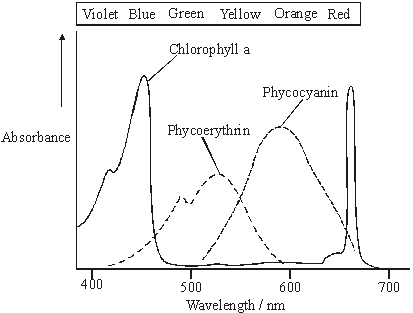 Violet Blue Green Yellow Orange Red
Chlorophyll a
Phycocyanin
Phycoerythrin
Absorbance
400 500 600 700
Wavelength / nm